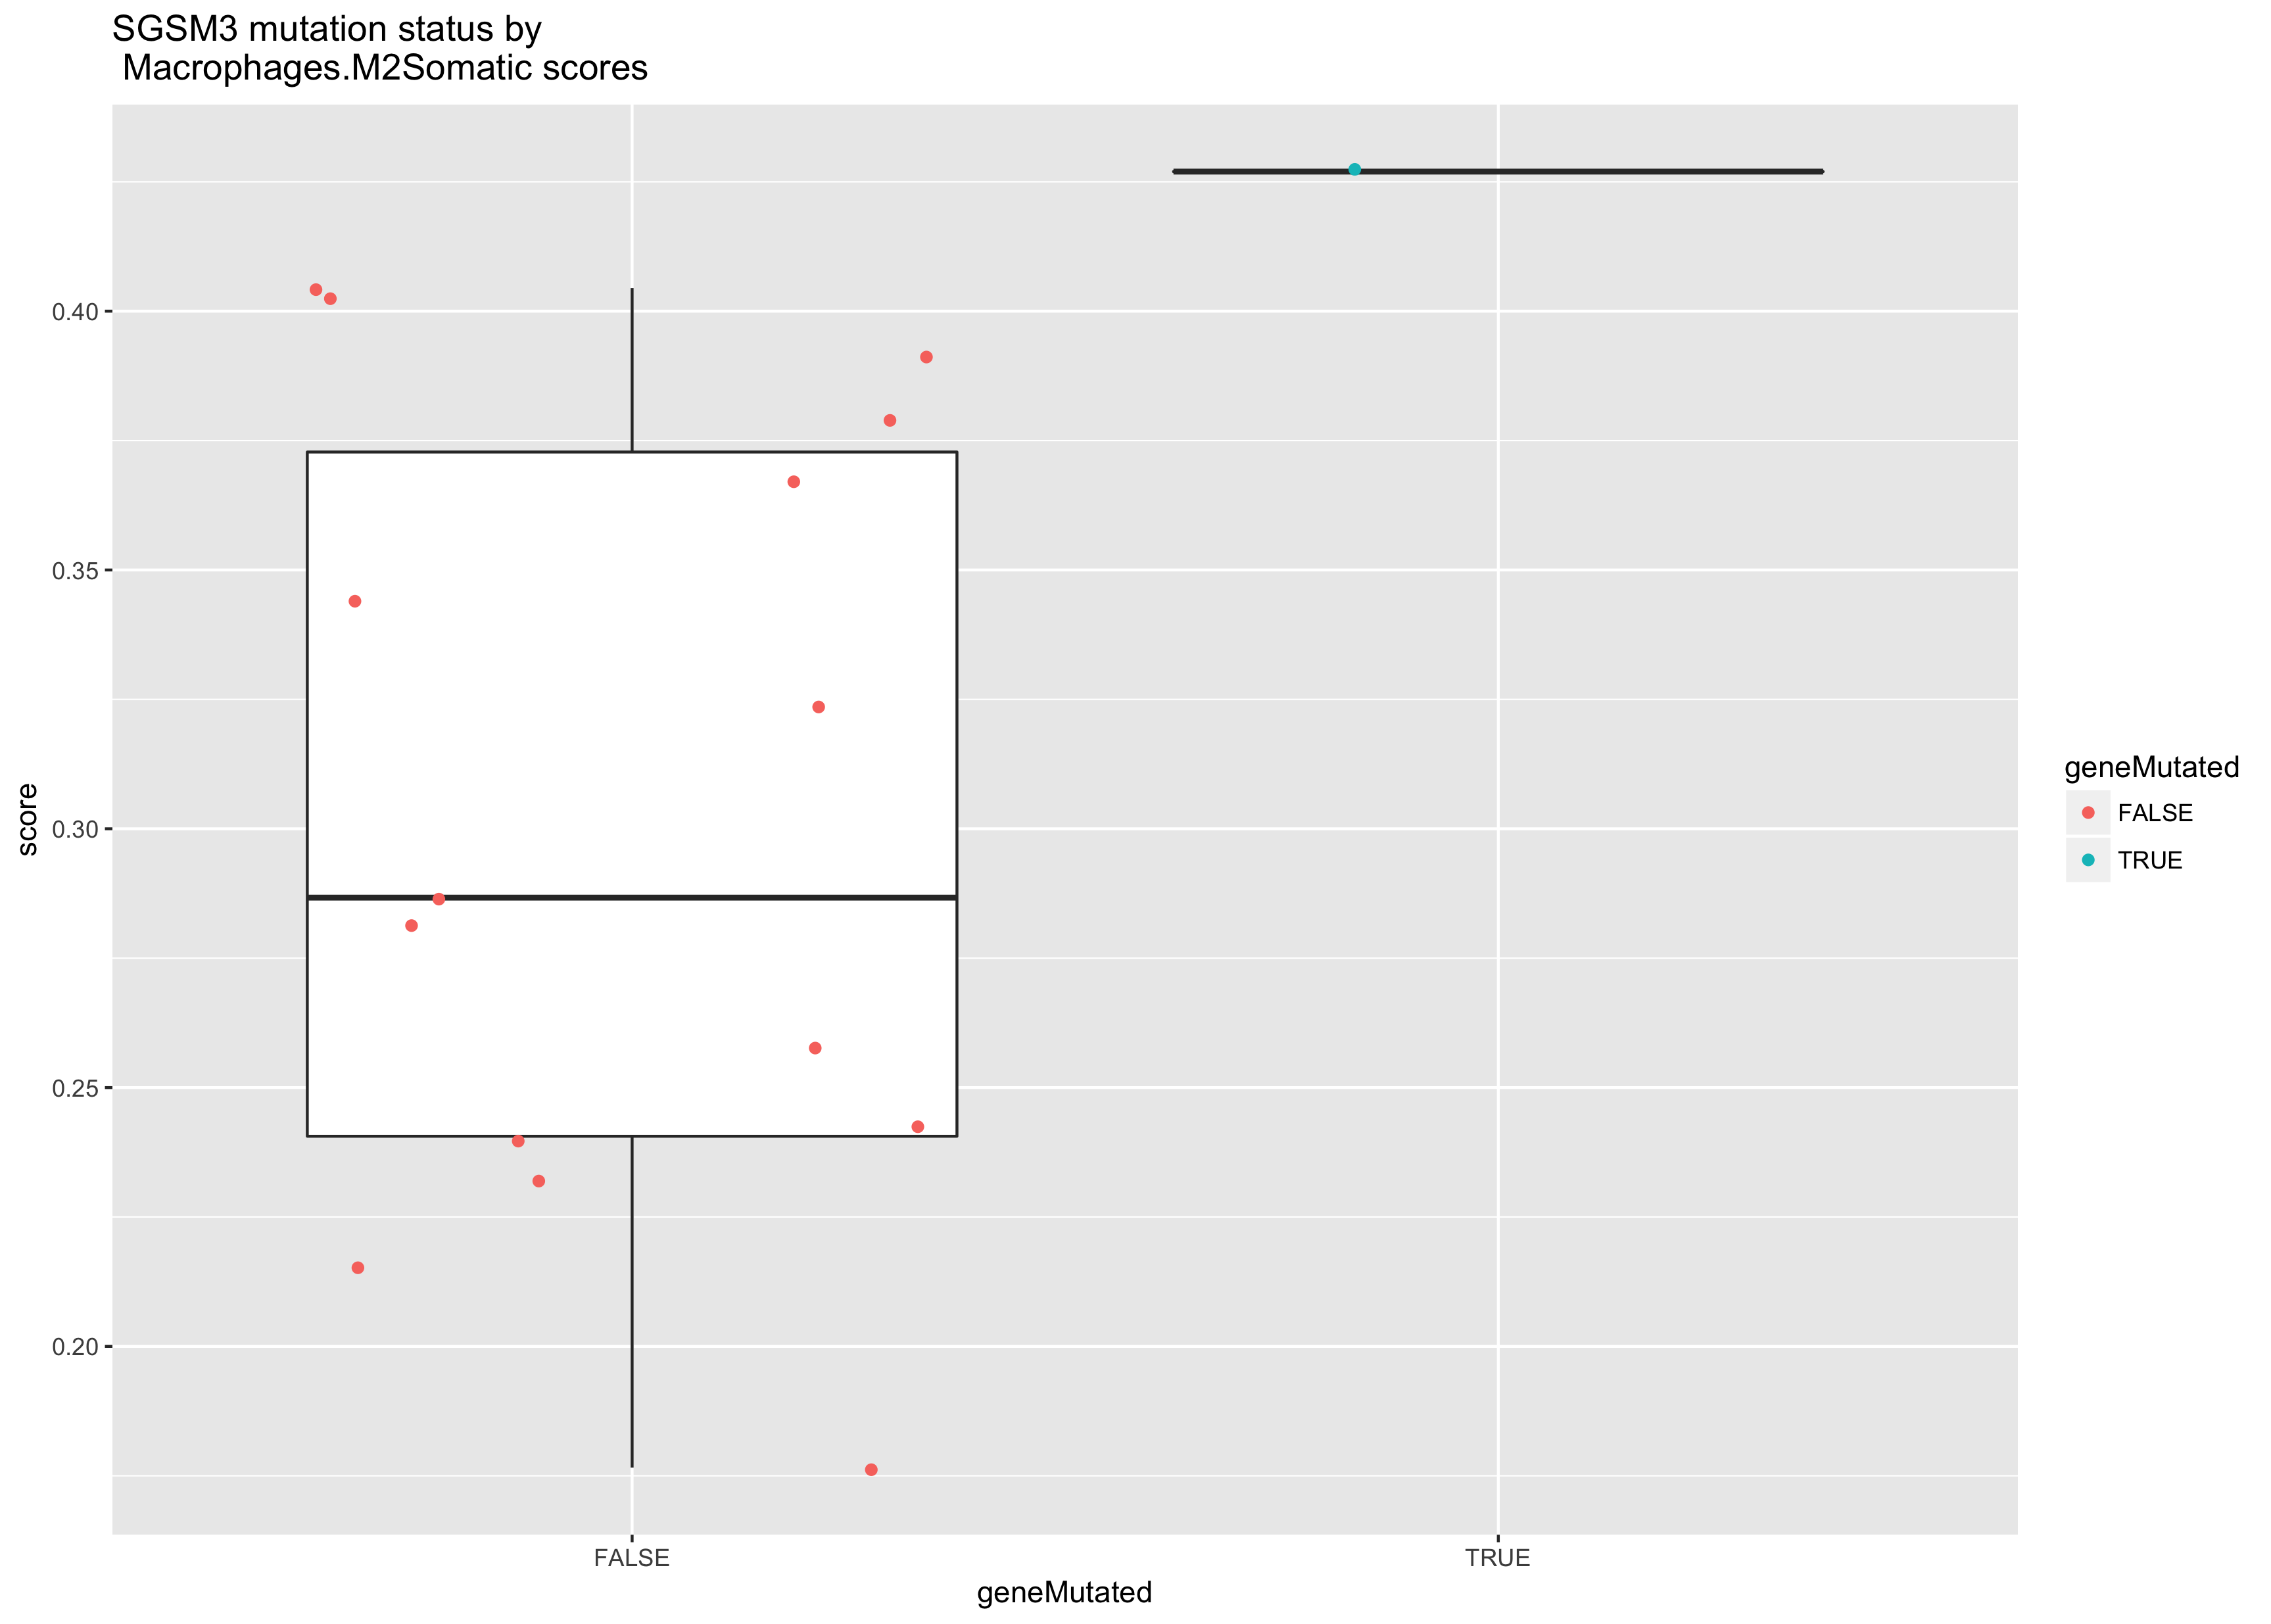 SGSM3 mutation status by
Macrophages.M2Somatic scores
0.40
0.35
0.30
0.25
0.20
score
FALSE
TRUE
geneMutated
geneMutated
FALSE
TRUE